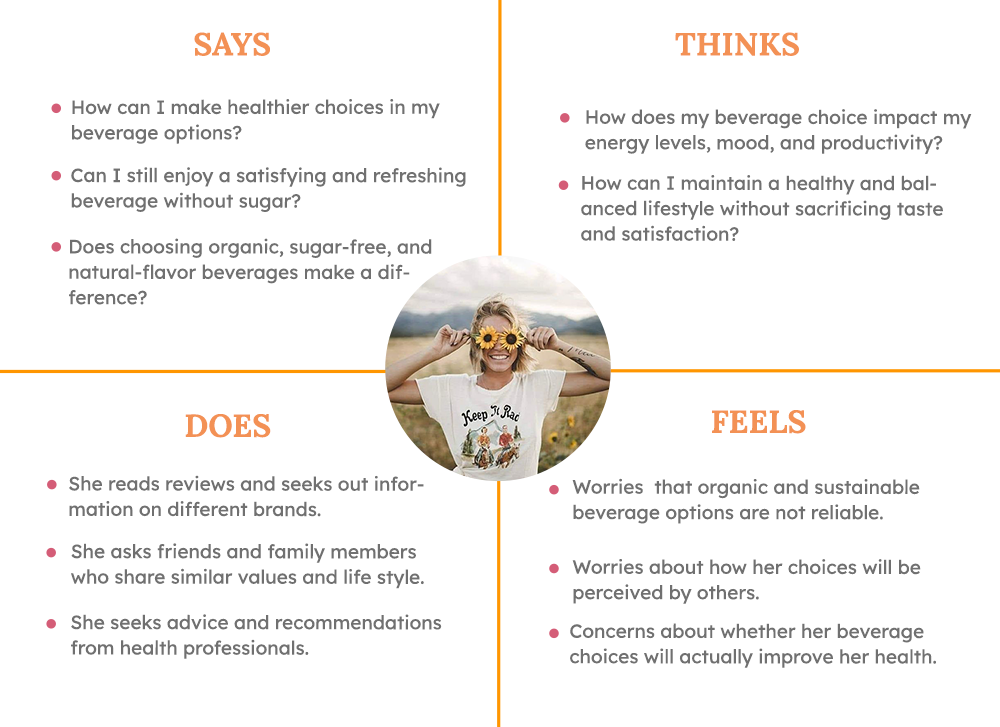 SAYS
How can I make healthier choices in my
beverage options?
Can I still enjoy a satisfying and refreshing
beverage without sugar?
Does choosing organic, sugar-free, and
natural-flavor beverages make a dif-
ference?
THINKS
How does my beverage choice impact my
energy levels, mood, and productivity?
How can I maintain a healthy and bal-
anced lifestyle without sacrificing taste
and satisfaction?
Keep It Rad
DOES
She reads reviews and seeks out infor-
mation on different brands.
She asks friends and family members
who share similar values and life style.
She seeks advice and recommendations
from health professionals.
FEELS
Worries  that organic and sustainable
beverage options are not reliable.
Worries about how her choices will be
perceived by others.
Concerns about whether her beverage
choices will actually improve her health.